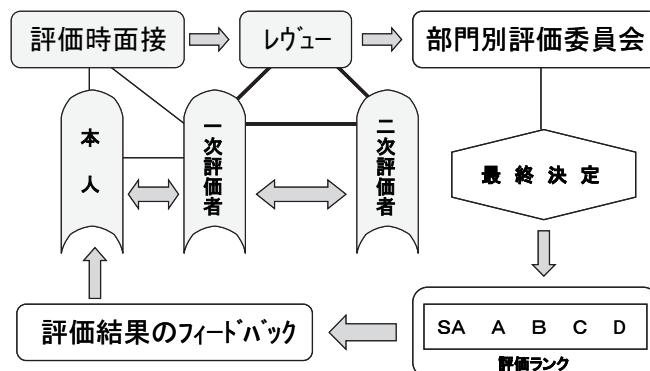 評価時面接
レヴュー
部門別評価委員会
本人
一次評価者
二次評価者
最終決定
SA A B C D
評価ランク
評価結果のフィードバック